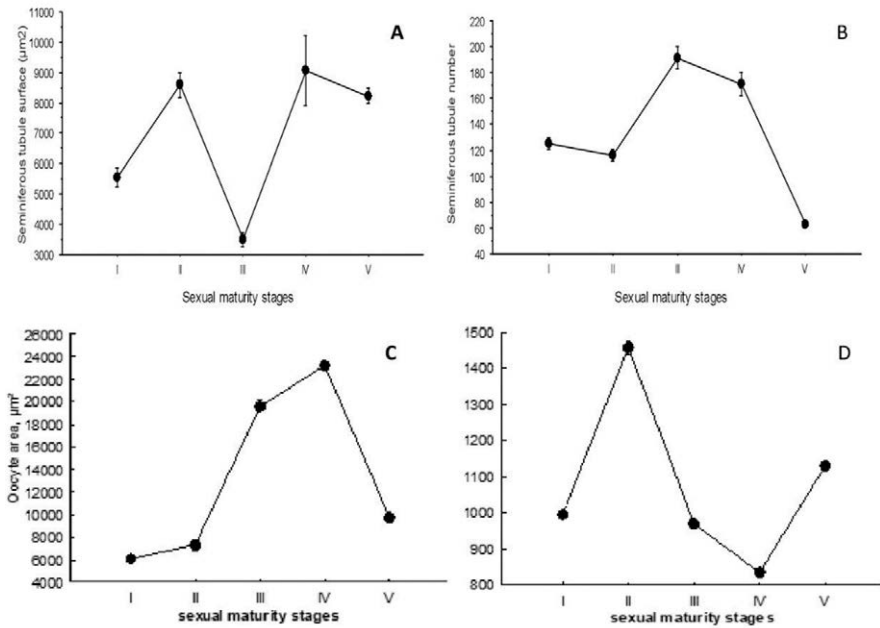 A
Seminiferous tubule surface (µm2)
11000
10000
9000
8000
7000
6000
5000
4000
3000
I II III IV V
Sexual maturity stages
B
Seminiferous tubule number
220
200
180
160
140
120
100
80
60
40
I II III IV V
Sexual maturity stages
C
Oocyte area, µm²
26000
24000
22000
20000
18000
16000
14000
12000
10000
8000
6000
4000
I II III IV V
sexual maturity stages
D
1500
1400
1300
1200
1100
1000
900
800
I II III IV V
sexual maturity stages